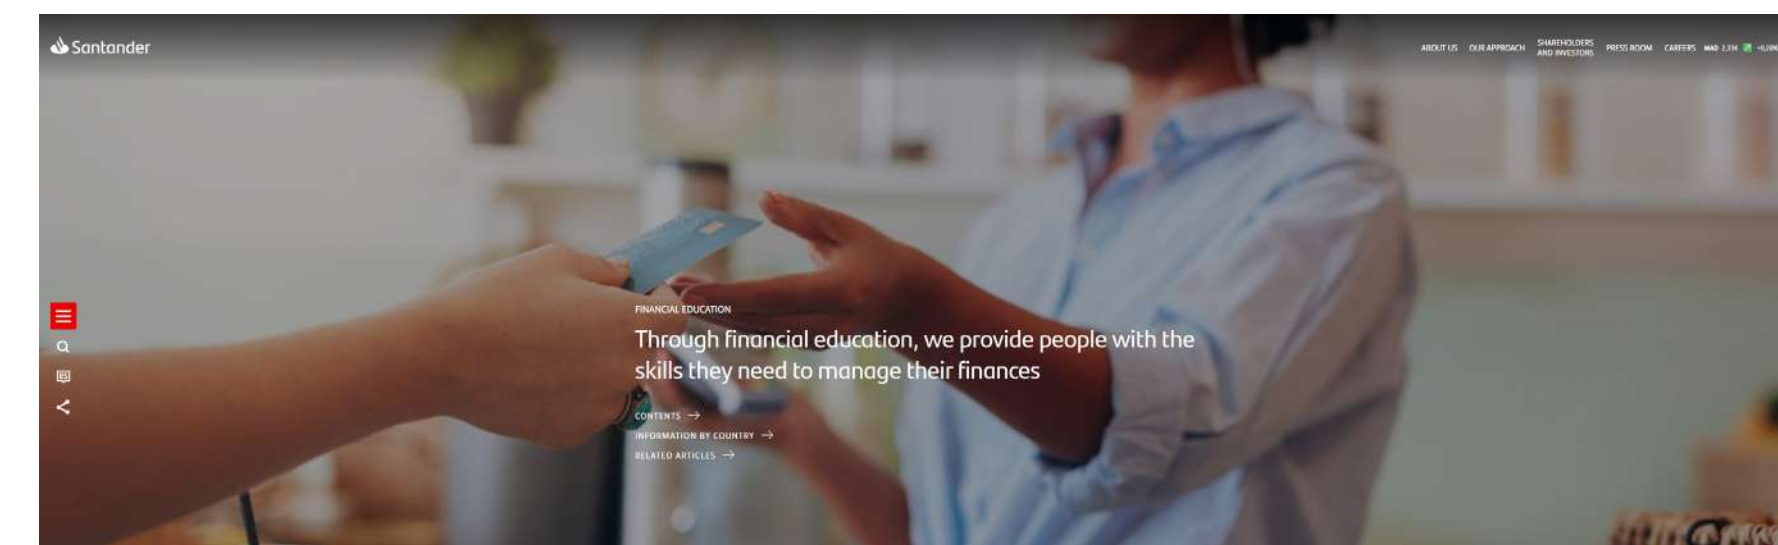 Santander
ABOUT US OUR APPROACH SHAREHOLDERS AND INVESTORS PRESS ROOM CAREERS MAD
FINANCIAL EDUCATION
Through financial education, we provide people with the
skills they need to manage their finances
CONTENTS →
INFORMATION BY COUNTRY →
RELATED ARTICLES →